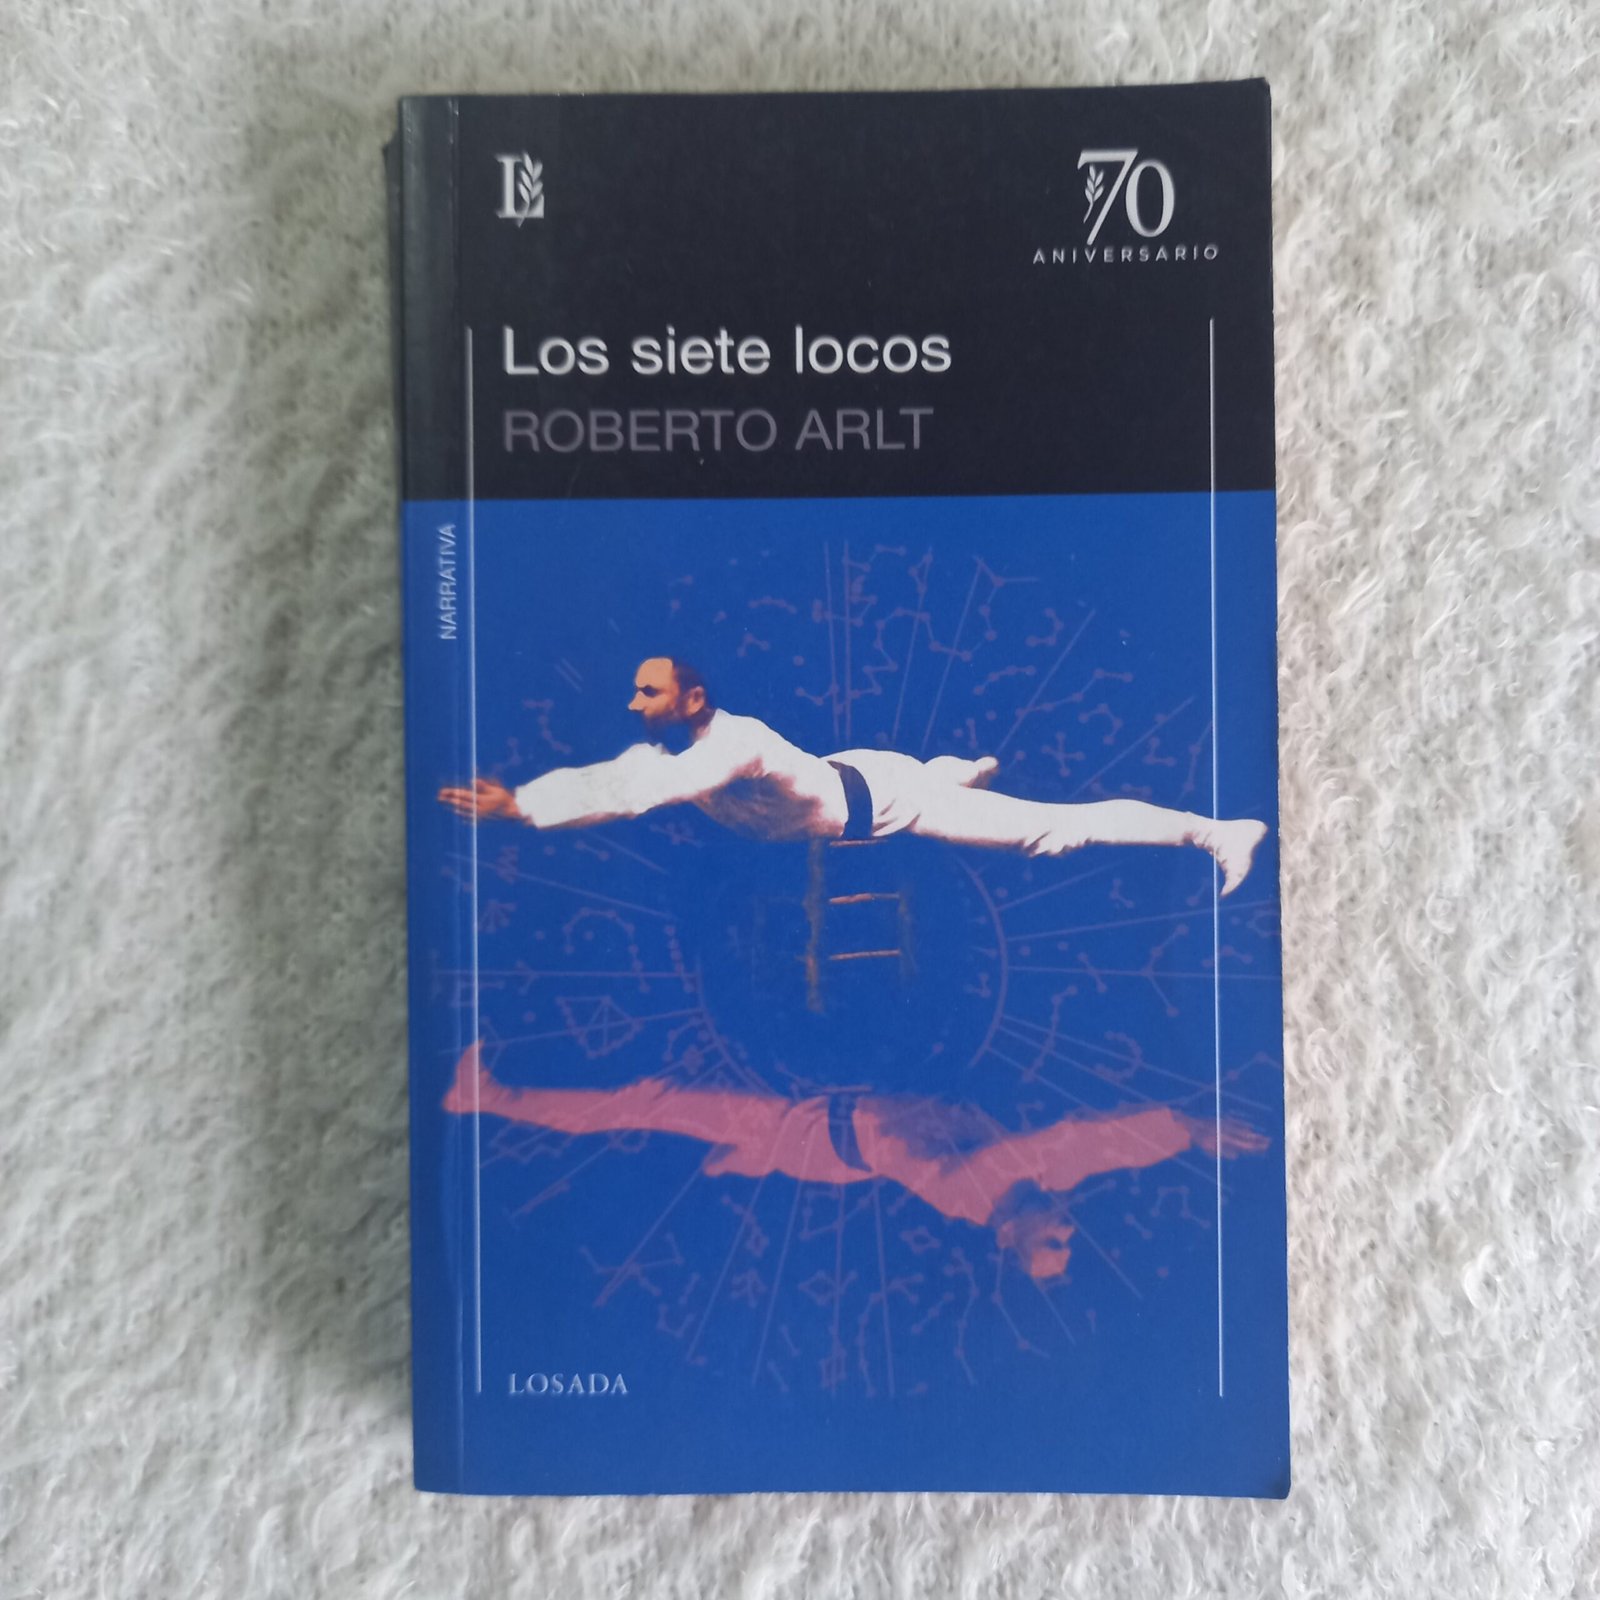 L
70
ANIVERSARIO
Los siete locos
ROBERTO ARLT
NARRATIVA
LOSADA